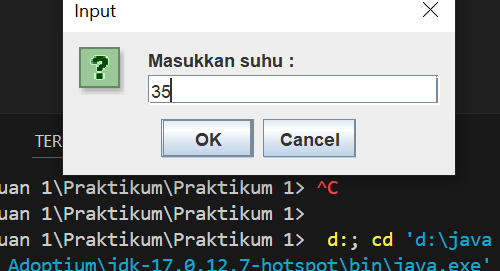 Input
Masukkan suhu :
35
OK Cancel
TER
uan 1\Praktikum\Praktikum 1> ^C
uan 1\Praktikum\Praktikum 1>
uan 1\Praktikum\Praktikum 1> d:; cd 'd:\java
Adoptium\jdk-17.0.12.7-hotspot\bin\java.exe'